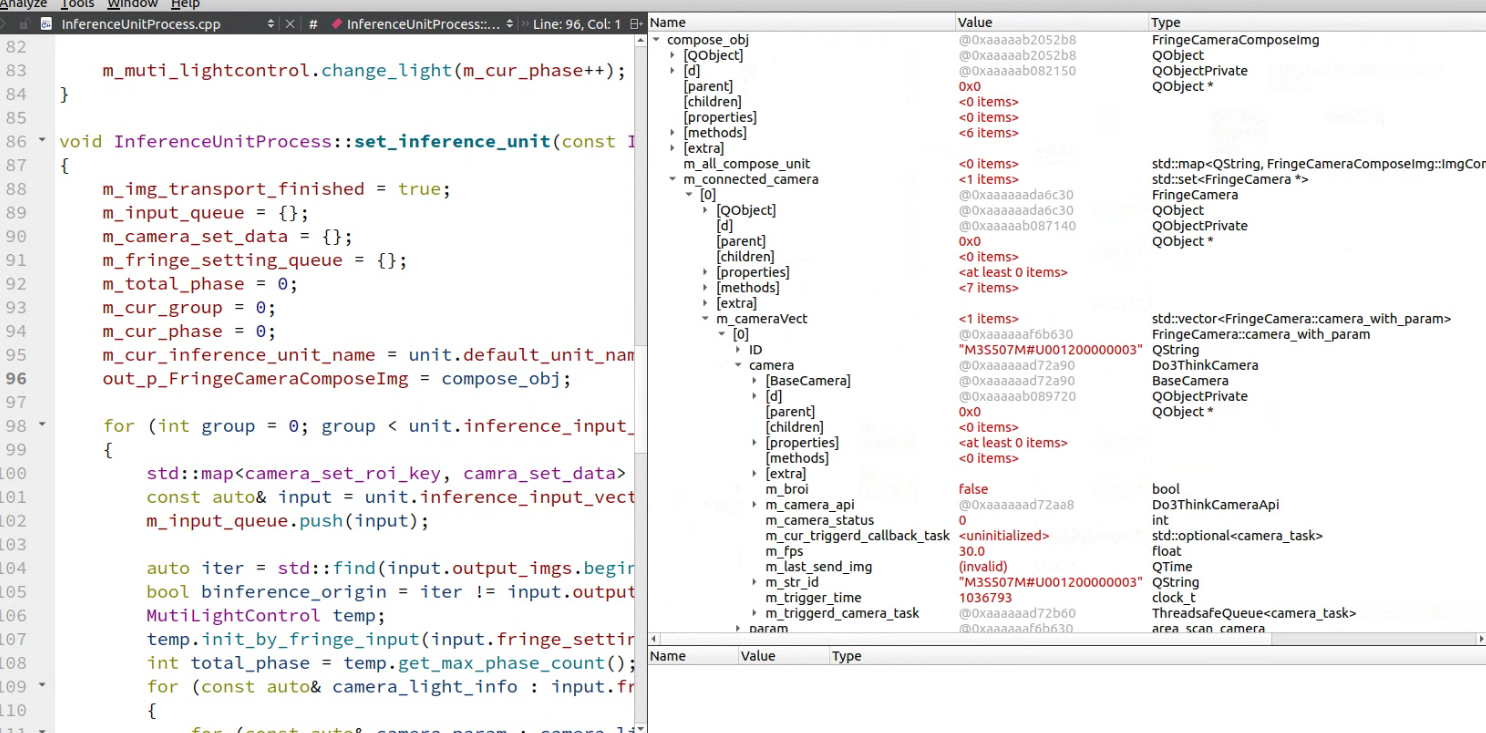 Analyze Tools Window Help
InferenceUnitProcess.cpp # InferenceUnitProcess::... Line: 96, Col: 1
82
83 m_muti_lightcontrol.change_light(m_cur_phase++);
84 }
85
86 void InferenceUnitProcess::set_inference_unit(const I
87 {
88 m_img_transport_finished = true;
89 m_input_queue = {};
90 m_camera_set_data = {};
91 m_fringe_setting_queue = {};
92 m_total_phase = 0;
93 m_cur_group = 0;
94 m_cur_phase = 0;
95 m_cur_inference_unit_name = unit.default_unit_nam
96 out_p_FringeCameraComposeImg = compose_obj;
97
98 for (int group = 0; group < unit.inference_input_
99 {
100 std::map<camera_set_roi_key, camra_set_data>
101 const auto& input = unit.inference_input_vect
102 m_input_queue.push(input);
103
104 auto iter = std::find(input.output_imgs.begin
105 bool binference_origin = iter != input.output
106 MutiLightControl temp;
107 temp.init_by_fringe_input(input.fringe_settin
108 int total_phase = temp.get_max_phase_count();
109 for (const auto& camera_light_info : input.fr
110 {
111 for (const auto& camera_param : camera_li
Name Value Type
compose_obj @0xaaaaab2052b8 FringeCameraComposeImg
[QObject] @0xaaaaab2052b8 QObject
[d] @0xaaaaab082150 QObjectPrivate
[parent] 0x0 QObject *
[children] <0 items>
[properties] <0 items>
[methods] <6 items>
[extra]
m_all_compose_unit <0 items> std::map<QString, FringeCameraComposeImg::ImgCom
m_connected_camera <1 items> std::set<FringeCamera *>
[0] @0xaaaaaada6c30 FringeCamera
[QObject] @0xaaaaaada6c30 QObject
[d] @0xaaaaab087140 QObjectPrivate
[parent] 0x0 QObject *
[children] <0 items>
[properties] <at least 0 items>
[methods] <7 items>
[extra]
m_cameraVect <1 items> std::vector<FringeCamera::camera_with_param>
[0] @0xaaaaaaf6b630 FringeCamera::camera_with_param
ID "M3S507M#U001200000003" QString
camera @0xaaaaaad72a90 Do3ThinkCamera
[BaseCamera] @0xaaaaaad72a90 BaseCamera
[d] @0xaaaaab089720 QObjectPrivate
[parent] 0x0 QObject *
[children] <0 items>
[properties] <at least 0 items>
[methods] <0 items>
[extra]
m_broi false bool
m_camera_api @0xaaaaaad72aa8 Do3ThinkCameraApi
m_camera_status 0 int
m_cur_triggerd_callback_task <uninitialized> std::optional<camera_task>
m_fps 30.0 float
m_last_send_img (invalid) QTime
m_str_id "M3S507M#U001200000003" QString
m_trigger_time 1036793 clock_t
m_triggerd_camera_task @0xaaaaaad72b60 ThreadsafeQueue<camera_task>
param @0xaaaaaaf6b630 area_scan_camera
Name Value Type